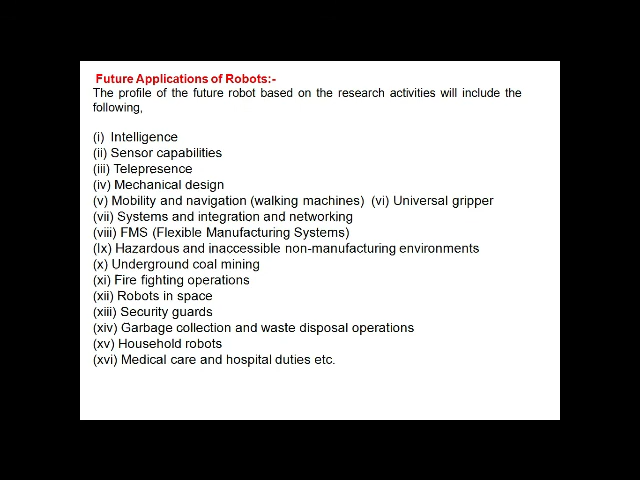 Future Applications of Robots:-
The profile of the future robot based on the research activities will include the
following,
(i) Intelligence
(ii) Sensor capabilities
(iii) Telepresence
(iv) Mechanical design
(v) Mobility and navigation (walking machines) (vi) Universal gripper
(vii) Systems and integration and networking
(viii) FMS (Flexible Manufacturing Systems)
(Ix) Hazardous and inaccessible non-manufacturing environments
(x) Underground coal mining
(xi) Fire fighting operations
(xii) Robots in space
(xiii) Security guards
(xiv) Garbage collection and waste disposal operations
(xv) Household robots
(xvi) Medical care and hospital duties etc.